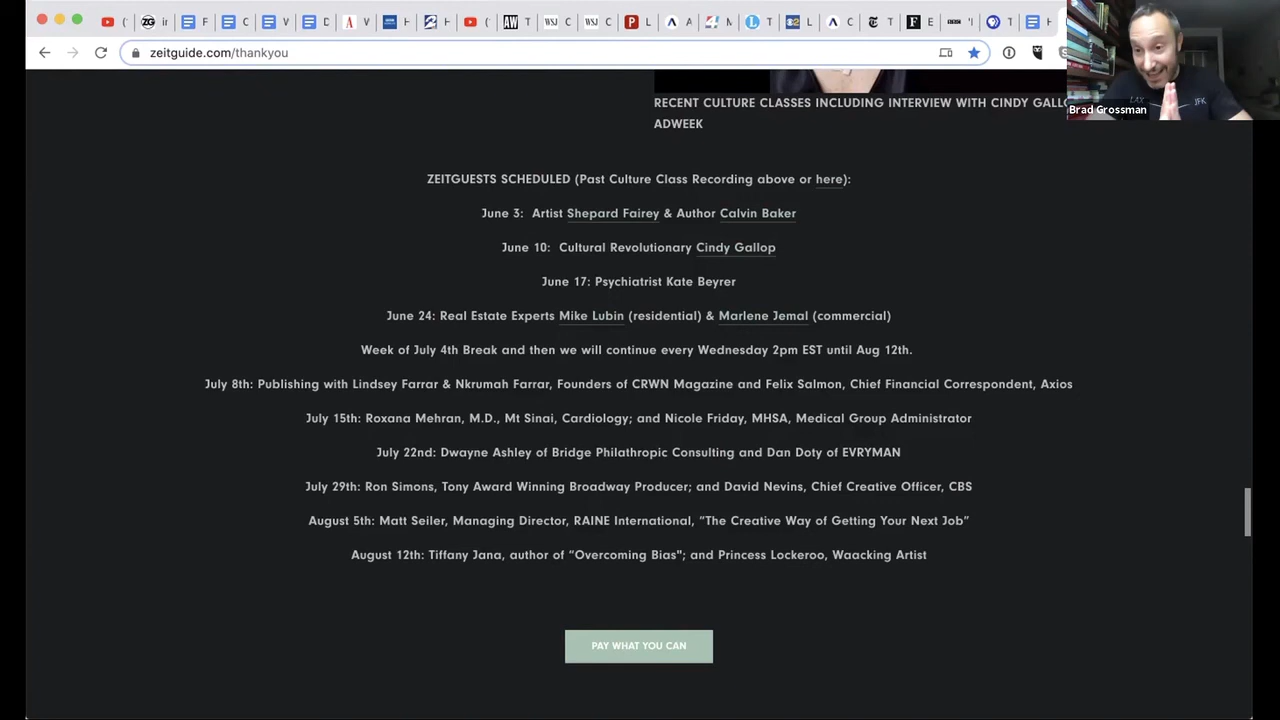 zeitguide.com/thankyou
Brad Grossman
RECENT CULTURE CLASSES INCLUDING INTERVIEW WITH CINDY
ADWEEK
ZEITGUESTS SCHEDULED (Past Culture Class Recording above or here):
June 3: Artist Shepard Fairey & Author Calvin Baker
June 10: Cultural Revolutionary Cindy Gallop
June 17: Psychiatrist Kate Beyrer
June 24: Real Estate Experts Mike Lubin (residential) & Marlene Jemal (commercial)
Week of July 4th Break and then we will continue every Wednesday 2pm EST until Aug 12th.
July 8th: Publishing with Lindsey Farrar & Nkrumah Farrar, Founders of CRWN Magazine and Felix Salmon, Chief Financial Correspondent, Axios
July 15th: Roxana Mehran, M.D., Mt Sinai, Cardiology; and Nicole Friday, MHSA, Medical Group Administrator
July 22nd: Dwayne Ashley of Bridge Philathropic Consulting and Dan Doty of EVRYMAN
July 29th: Ron Simons, Tony Award Winning Broadway Producer; and David Nevins, Chief Creative Officer, CBS
August 5th: Matt Seiler, Managing Director, RAINE International, “The Creative Way of Getting Your Next Job”
August 12th: Tiffany Jana, author of “Overcoming Bias"; and Princess Lockeroo, Waacking Artist
PAY WHAT YOU CAN